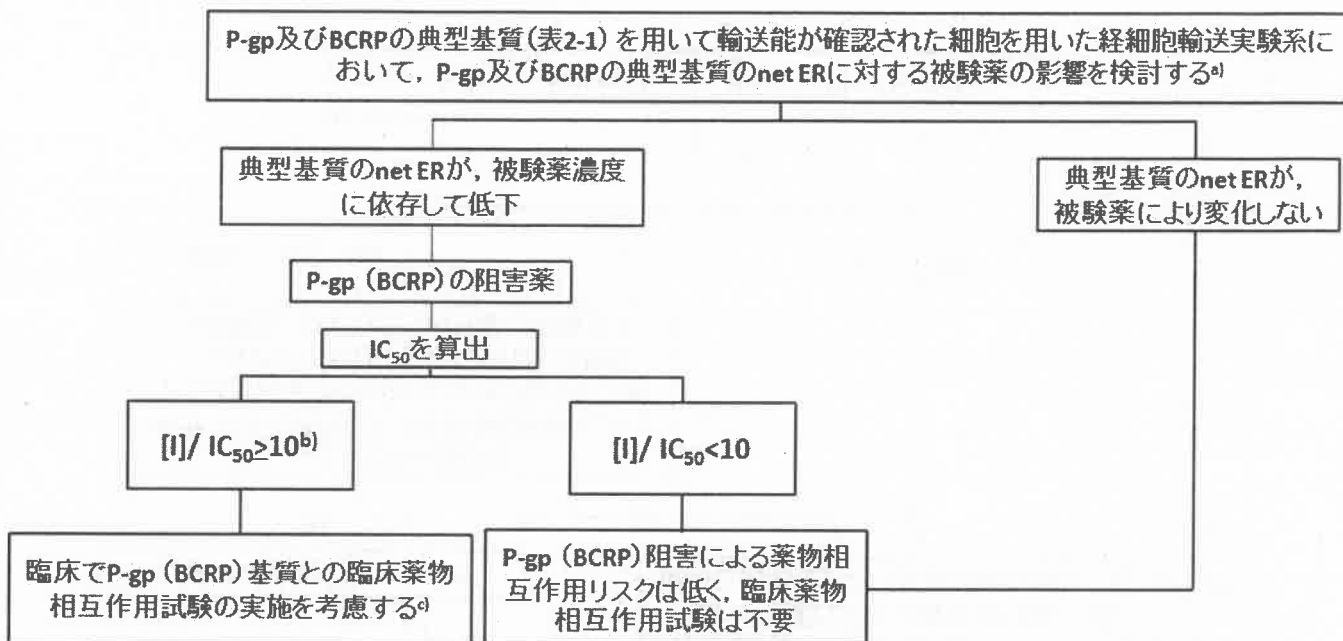 P-gp及びBCRPの典型基質(表2-1)を用いて輸送能が確認された細胞を用いた経細胞輸送実験系に
おいて，P-gp及びBCRPの典型基質のnet ERに対する被験薬の影響を検討するa)
典型基質のnet ERが，被験薬濃度
に依存して低下
典型基質のnet ERが，
被験薬により変化しない
P-gp（BCRP）の阻害薬
IC50を算出
[I]/ IC50≥10b)
[I]/ IC50<10
臨床でP-gp（BCRP）基質との臨床薬物
相互作用試験の実施を考慮するc)
P-gp（BCRP）阻害による薬物相
互作用リスクは低く，臨床薬物
相互作用試験は不要